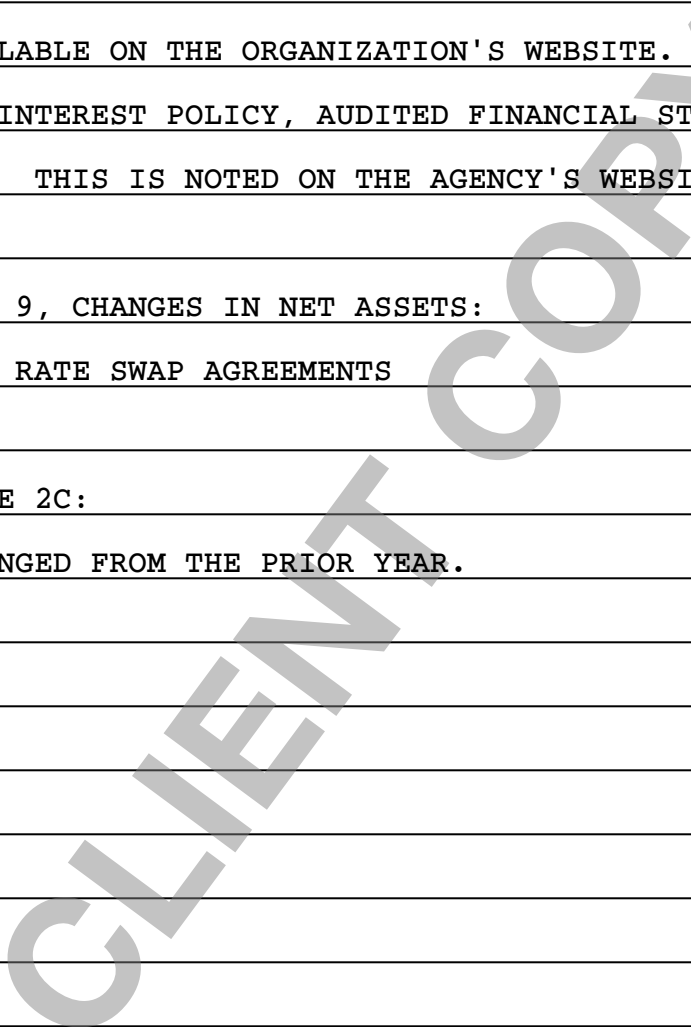 LABLE ON THE ORGANIZATION'S WEBSITE.
INTEREST POLICY, AUDITED FINANCIAL ST
THIS IS NOTED ON THE AGENCY'S WEBSI
9, CHANGES IN NET ASSETS:
RATE SWAP AGREEMENTS
E 2C:
NGED FROM THE PRIOR YEAR.
CLIENT COPY